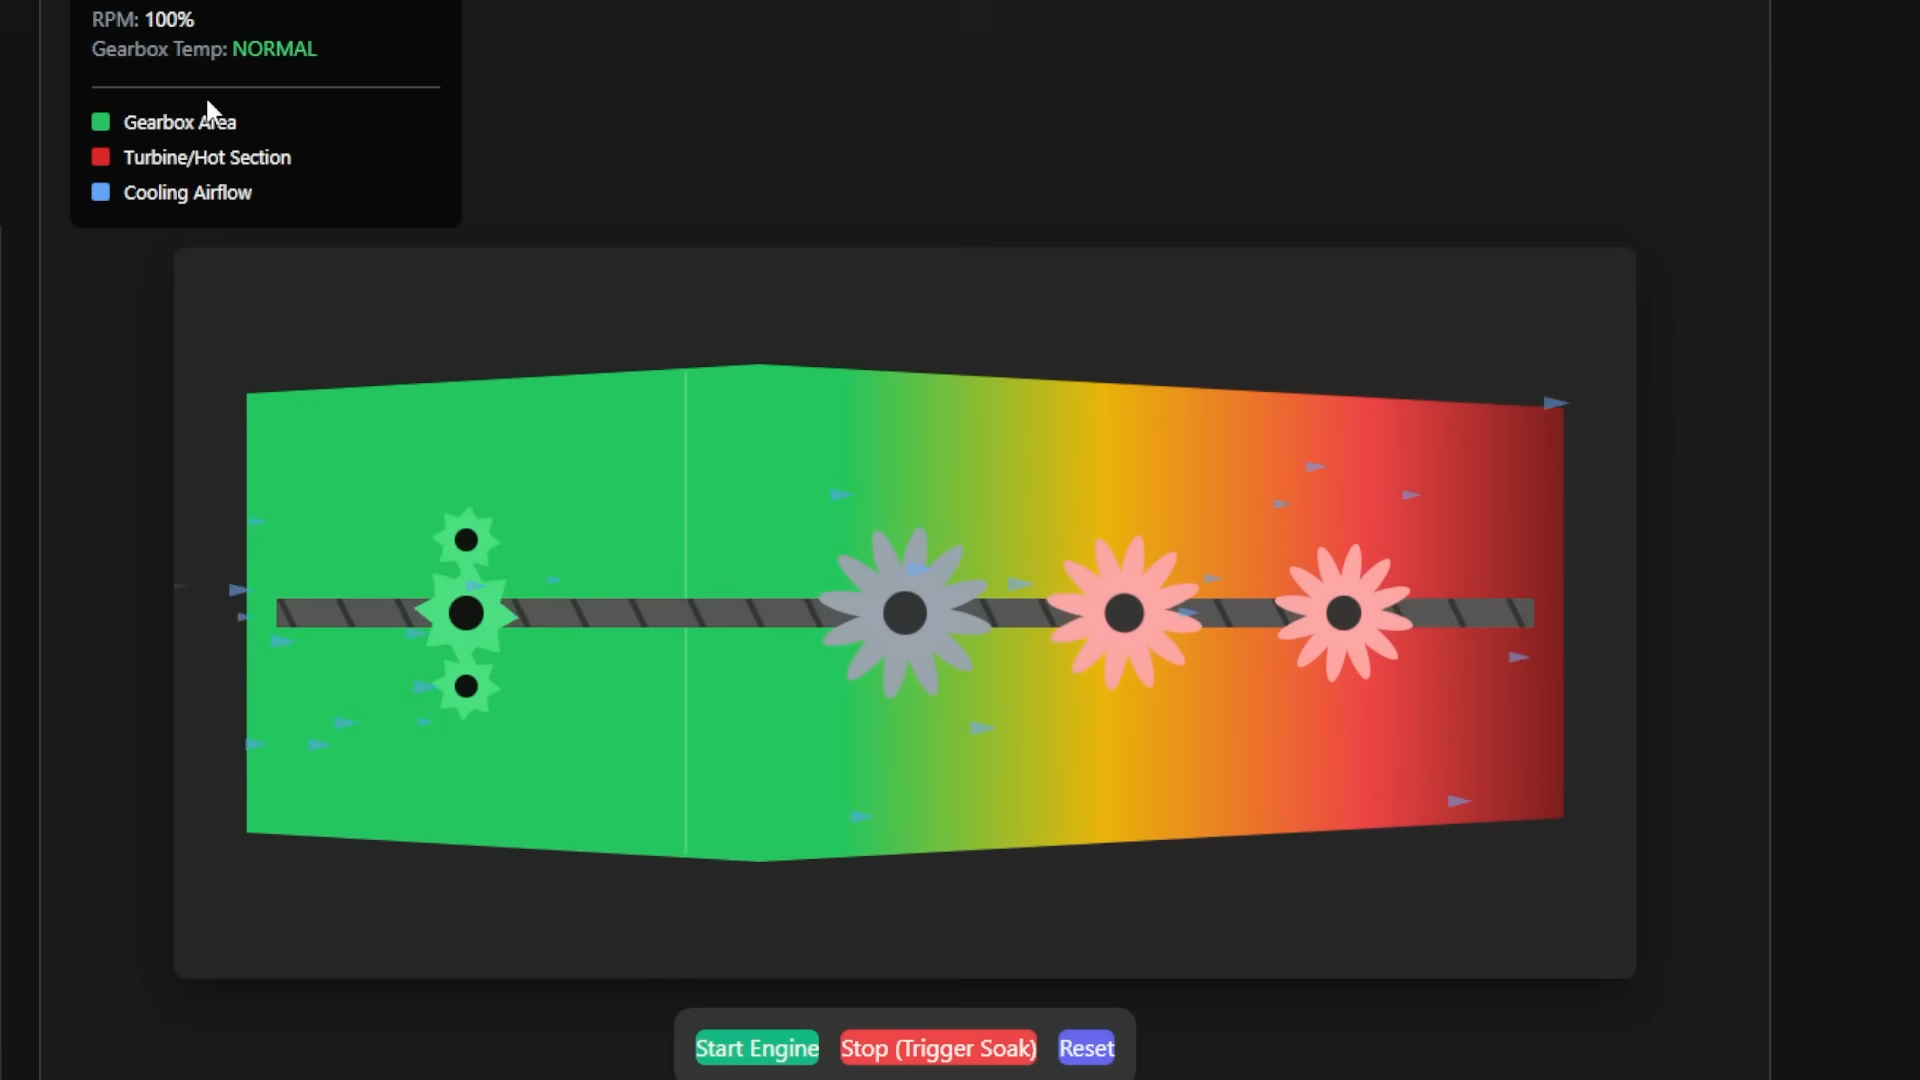 RPM: 100%
Gearbox Temp: NORMAL
Gearbox Area
Turbine/Hot Section
Cooling Airflow
Start Engine
Stop (Trigger Soak)
Reset